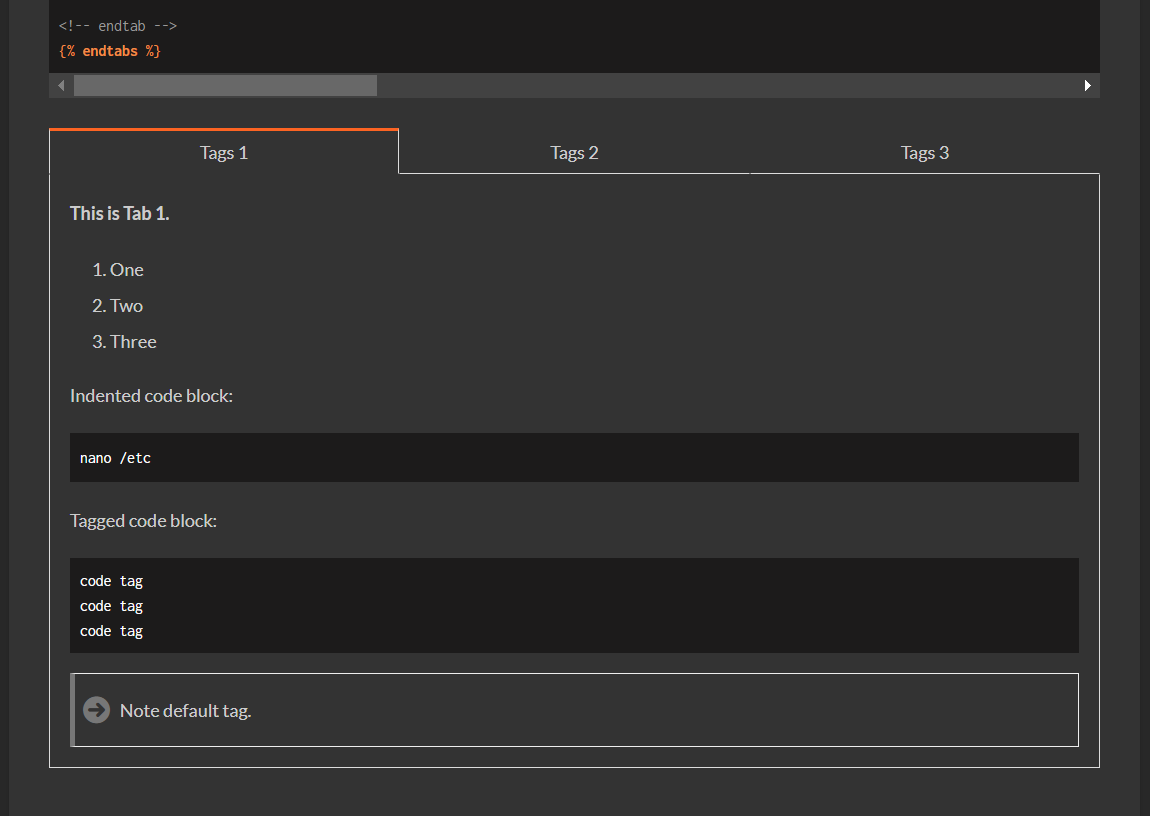 <!-- endtab -->
{% endtabs %}
Tags 1
Tags 2
Tags 3
This is Tab 1.
1. One
2. Two
3. Three
Indented code block:
nano /etc
Tagged code block:
code tag
code tag
code tag
Note default tag.